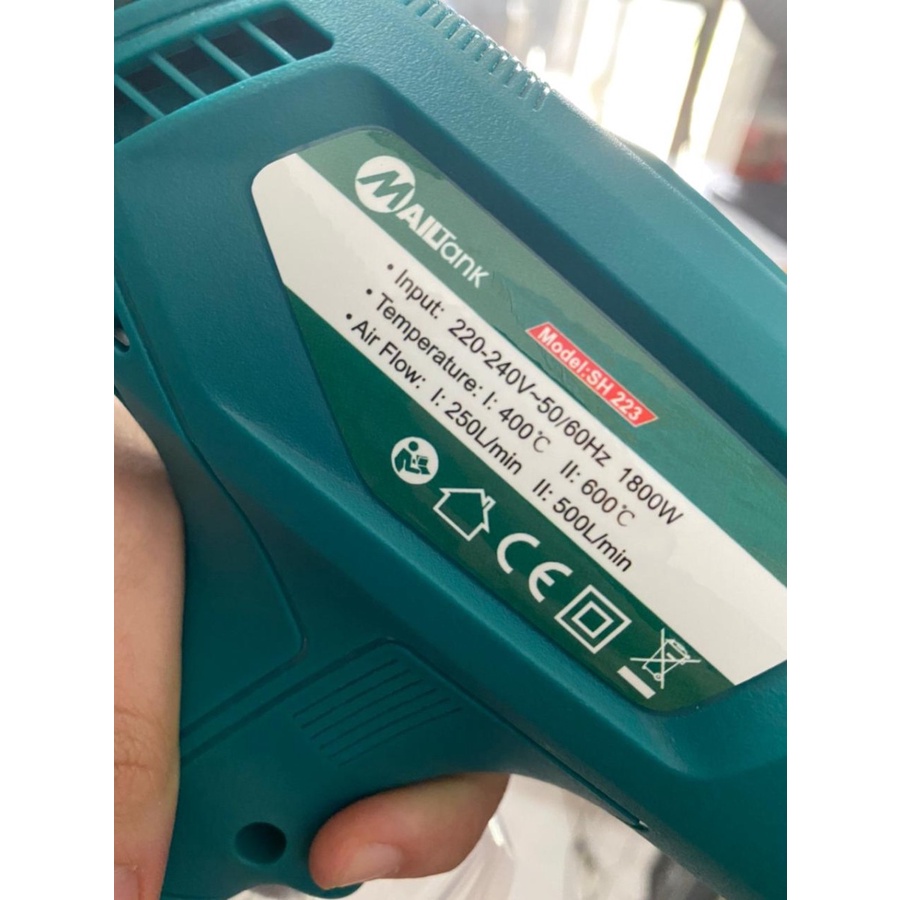 MAILTank
Model:SH 223
• Input: 220-240V~50/60Hz 1800W
• Temperature: I: 400℃ II: 600℃
• Air Flow: I: 250L/min II: 500L/min
CE